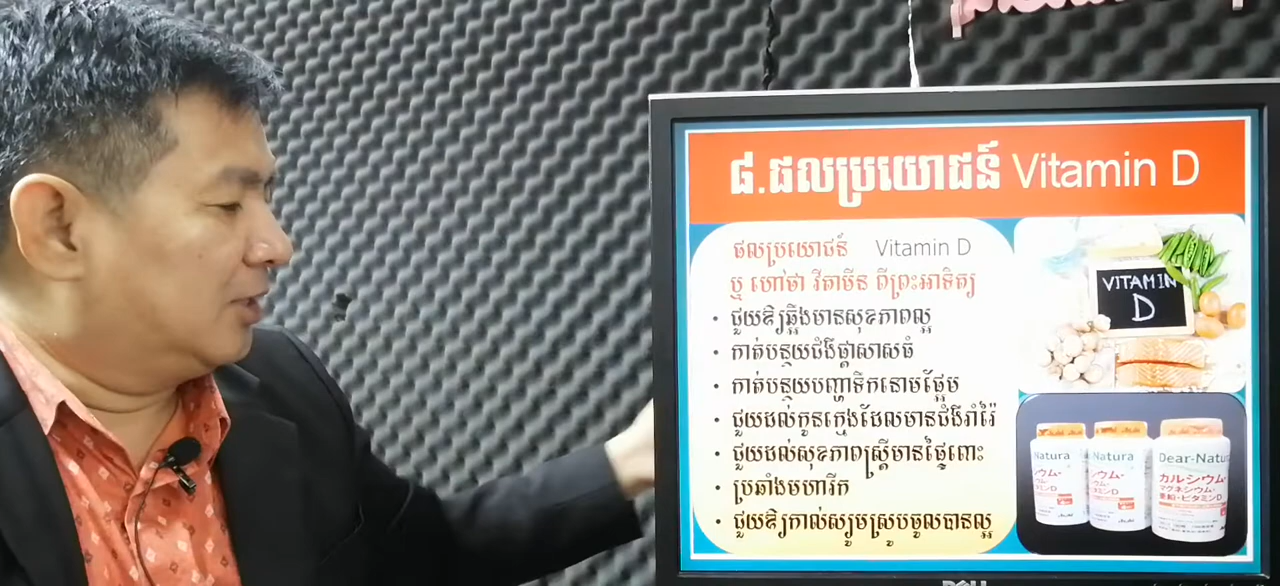 ៨.ផលប្រយោជន៍ Vitamin D
ផលប្រយោជន៍ Vitamin D
ឬ ហៅថា វីតាមីន ពីព្រះអាទិត្យ
• ជួយឱ្យឆ្អឹងមានសុខភាពល្អ
• កាត់បន្ថយជំងឺផ្តាសាយធំ
• កាត់បន្ថយបញ្ហាទឹកនោមផ្អែម
• ជួយដល់កូនក្មេងដែលមានជំងឺរ៉ាំរ៉ៃ
• ជួយដល់សុខភាពស្ត្រីមានផ្ទៃពោះ
• ប្រឆាំងមហារីក
• ជួយឱ្យកាល់ស្យូមស្រូបចូលបានល្អ
VITAMIN
D
Natura
Natura
Dear-Natura
シウム・
ウム・
カルシウム・
マグネシウム・
亜鉛・ビタミンD
DELL